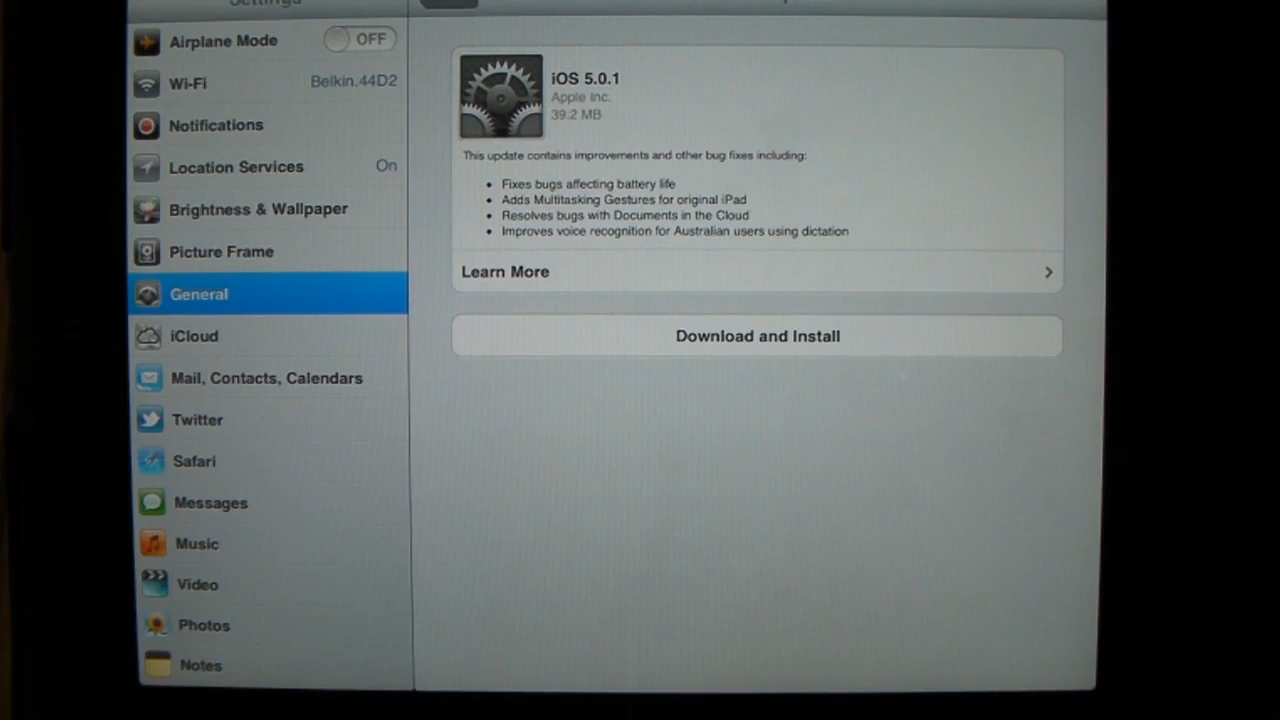 Settings
Airplane Mode OFF
Wi-Fi Belkin.44D2
Notifications
Location Services On
Brightness & Wallpaper
Picture Frame
General
iCloud
Mail, Contacts, Calendars
Twitter
Safari
Messages
Music
Video
Photos
Notes
iOS 5.0.1
Apple Inc.
39.2 MB
This update contains improvements and other bug fixes including:
• Fixes bugs affecting battery life
• Adds Multitasking Gestures for original iPad
• Resolves bugs with Documents in the Cloud
• Improves voice recognition for Australian users using dictation
Learn More
Download and Install